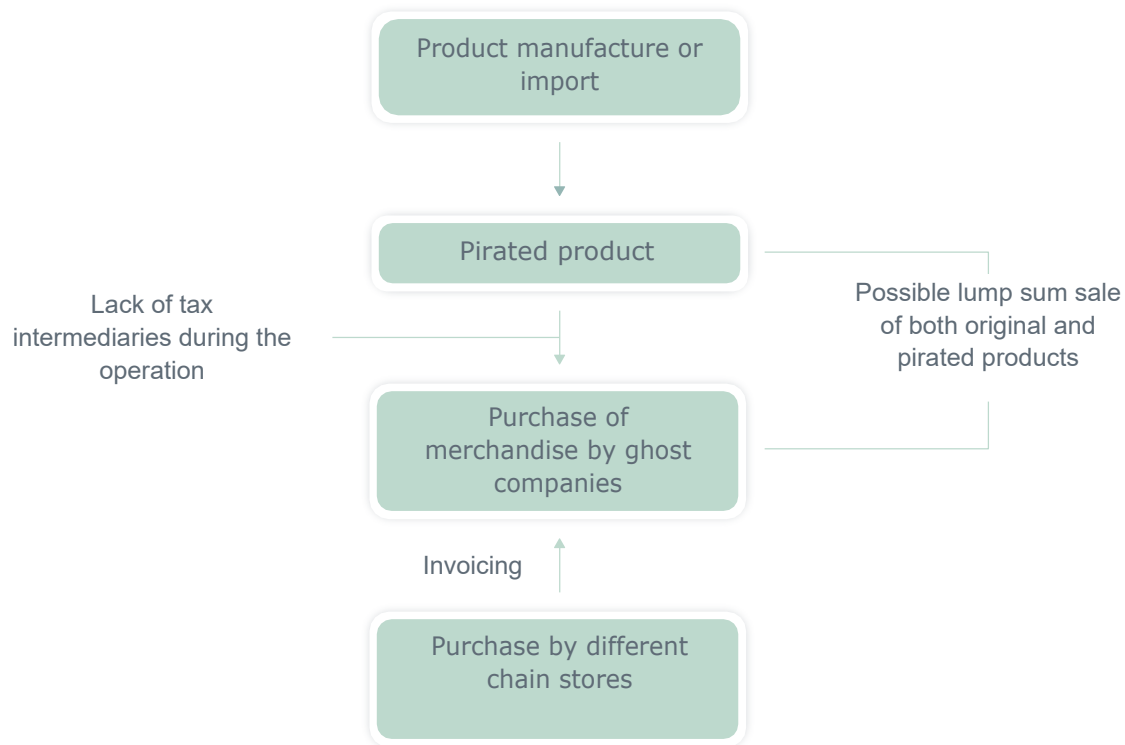 Product manufacture or
import
Pirated product
Lack of tax
intermediaries during the
operation
Possible lump sum sale
of both original and
pirated products
Purchase of
merchandise by ghost
companies
Invoicing
Purchase by different
chain stores